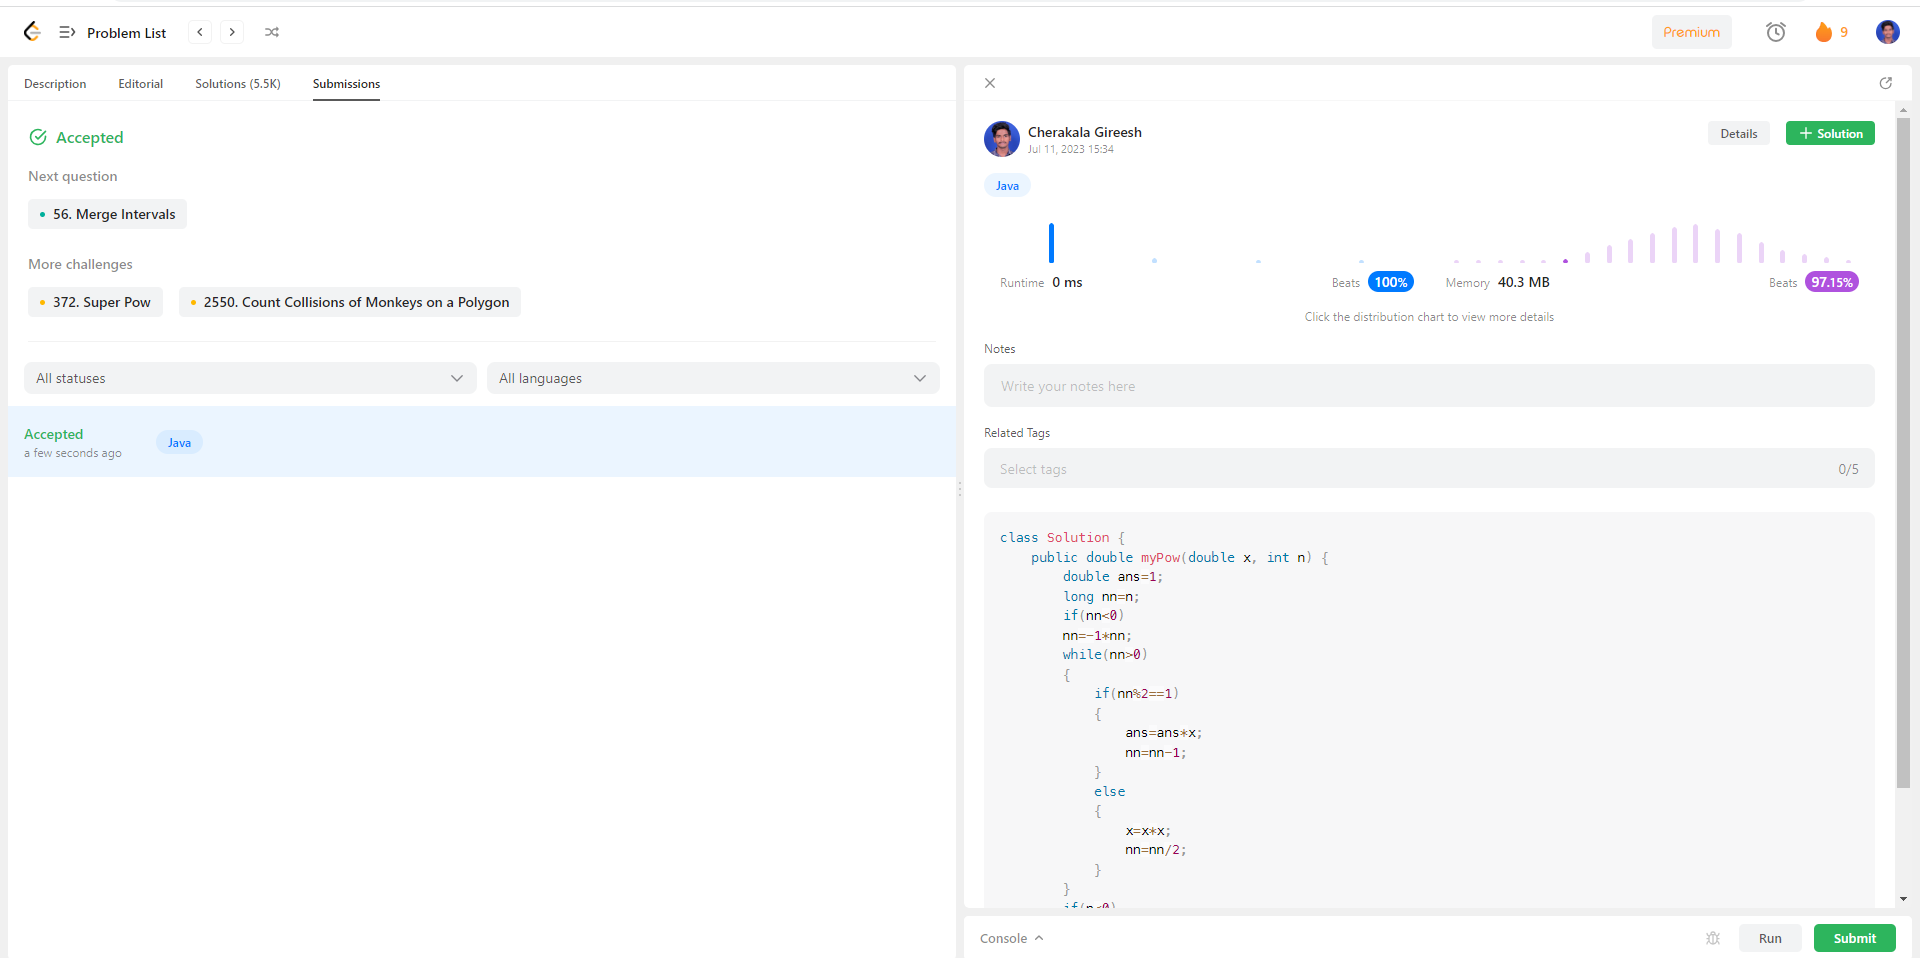 Problem List
Premium
9
Description Editorial Solutions (5.5K) Submissions
Accepted
Next question
56. Merge Intervals
More challenges
372. Super Pow 2550. Count Collisions of Monkeys on a Polygon
All statuses All languages
Accepted
a few seconds ago
Java
Cherakala Gireesh
Jul 11, 2023 15:34
Details + Solution
Java
Runtime 0 ms Beats 100% Memory 40.3 MB Beats 97.15%
Click the distribution chart to view more details
Notes
Write your notes here
Related Tags
Select tags 0/5
class Solution {
    public double myPow(double x, int n) {
        double ans=1;
        long nn=n;
        if(nn<0)
        nn=-1*nn;
        while(nn>0)
        {
            if(nn%2==1)
            {
                ans=ans*x;
                nn=nn-1;
            }
            else
            {
                x=x*x;
                nn=nn/2;
            }
        }
        if(n<0)
Console Run Submit